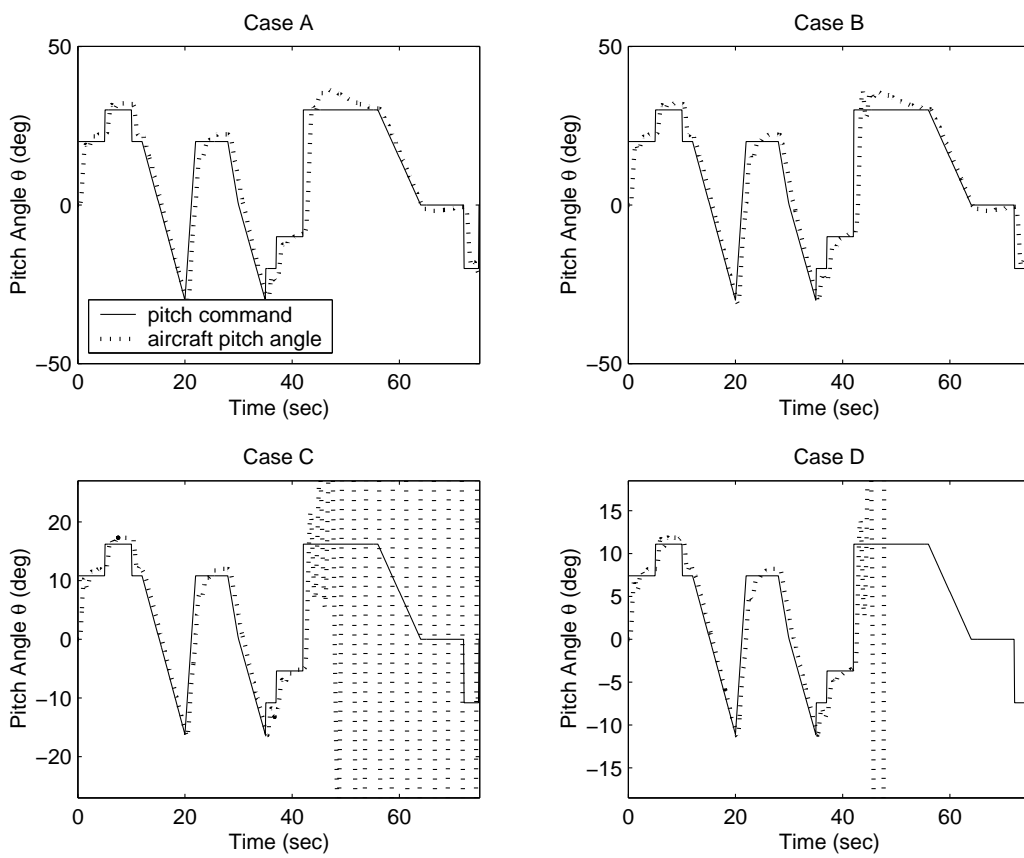 Case A
50
0
−50
Pitch Angle θ (deg)
pitch command
aircraft pitch angle
0
20
40
60
Time (sec)
Case B
50
0
−50
Pitch Angle θ (deg)
0
20
40
60
Time (sec)
Case C
20
10
0
−10
−20
Pitch Angle θ (deg)
0
20
40
60
Time (sec)
Case D
15
10
5
0
−5
−10
−15
Pitch Angle θ (deg)
0
20
40
60
Time (sec)